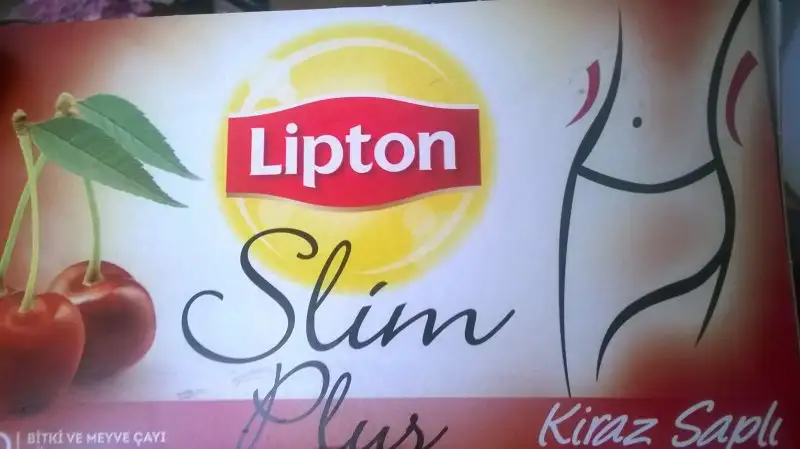 Lipton
Slim
Plus
BİTKİ VE MEYVE ÇAYI
Kiraz Saplı